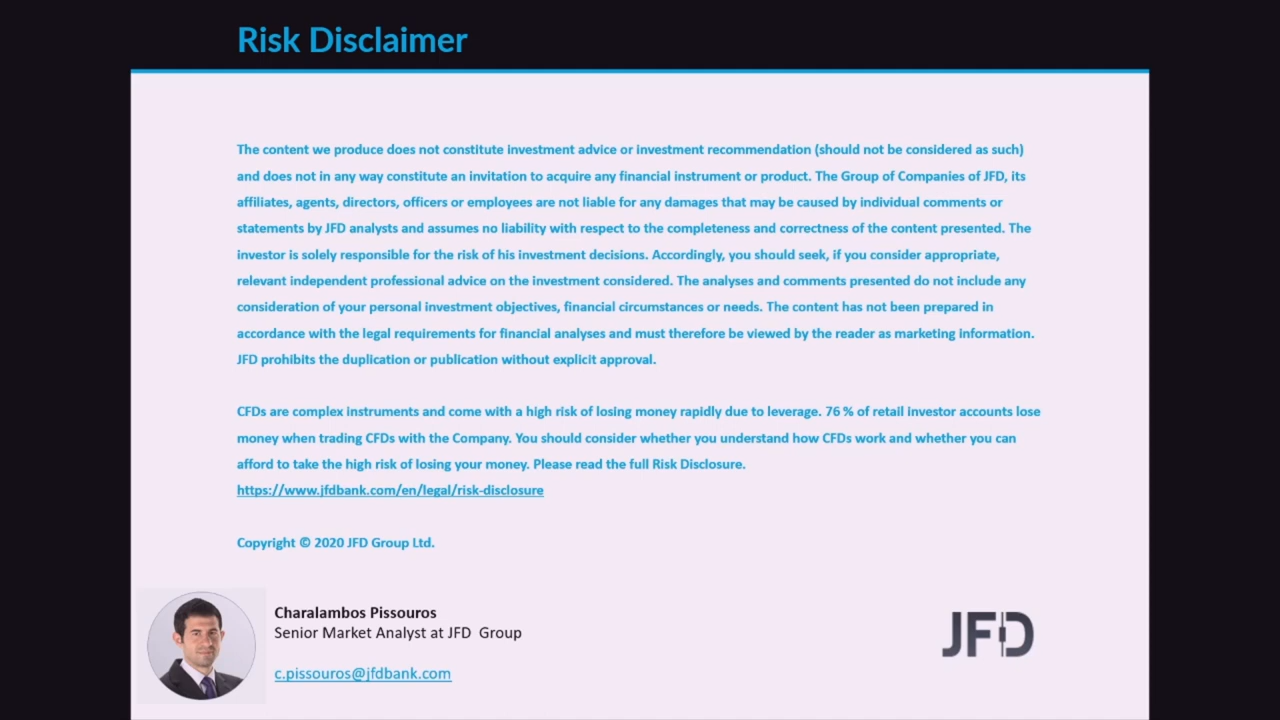 Risk Disclaimer
The content we produce does not constitute investment advice or investment recommendation (should not be considered as such)
and does not in any way constitute an invitation to acquire any financial instrument or product. The Group of Companies of JFD, its
affiliates, agents, directors, officers or employees are not liable for any damages that may be caused by individual comments or
statements by JFD analysts and assumes no liability with respect to the completeness and correctness of the content presented. The
investor is solely responsible for the risk of his investment decisions. Accordingly, you should seek, if you consider appropriate,
relevant independent professional advice on the investment considered. The analyses and comments presented do not include any
consideration of your personal investment objectives, financial circumstances or needs. The content has not been prepared in
accordance with the legal requirements for financial analyses and must therefore be viewed by the reader as marketing information.
JFD prohibits the duplication or publication without explicit approval.
CFDs are complex instruments and come with a high risk of losing money rapidly due to leverage. 76 % of retail investor accounts lose
money when trading CFDs with the Company. You should consider whether you understand how CFDs work and whether you can
afford to take the high risk of losing your money. Please read the full Risk Disclosure.
https://www.jfdbank.com/en/legal/risk-disclosure
Copyright © 2020 JFD Group Ltd.
Charalambos Pissouros
Senior Market Analyst at JFD Group
c.pissouros@jfdbank.com
JFD